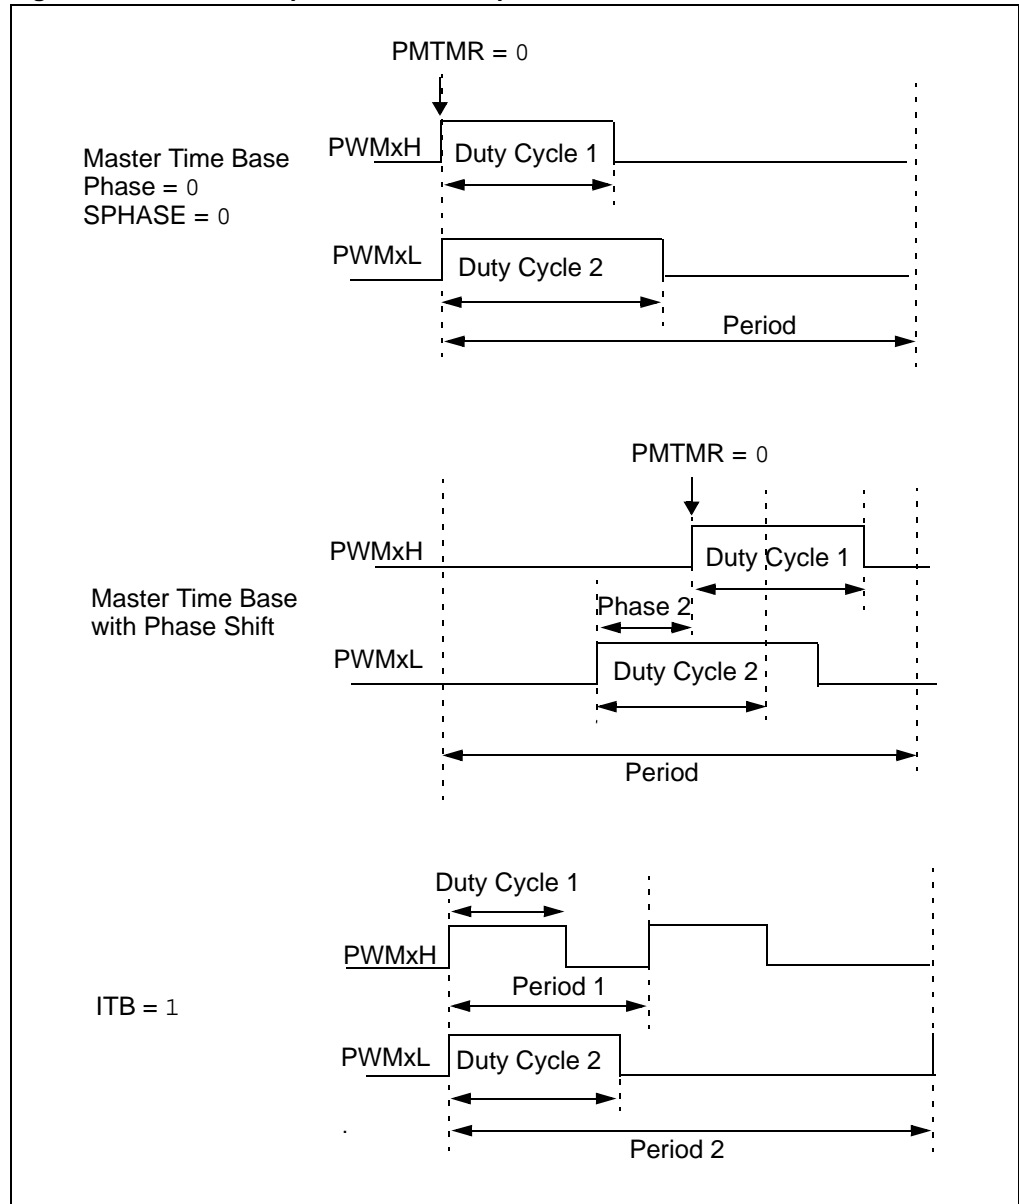 PMTMR = 0
PWMxH
Duty Cycle 1
Master Time Base
Phase = 0
SPHASE = 0
PWMxL
Duty Cycle 2
Period
PMTMR = 0
PWMxH
Duty Cycle 1
Master Time Base
with Phase Shift
Phase 2
PWMxL
Duty Cycle 2
Period
Duty Cycle 1
PWMxH
Period 1
ITB = 1
PWMxL
Duty Cycle 2
Period 2